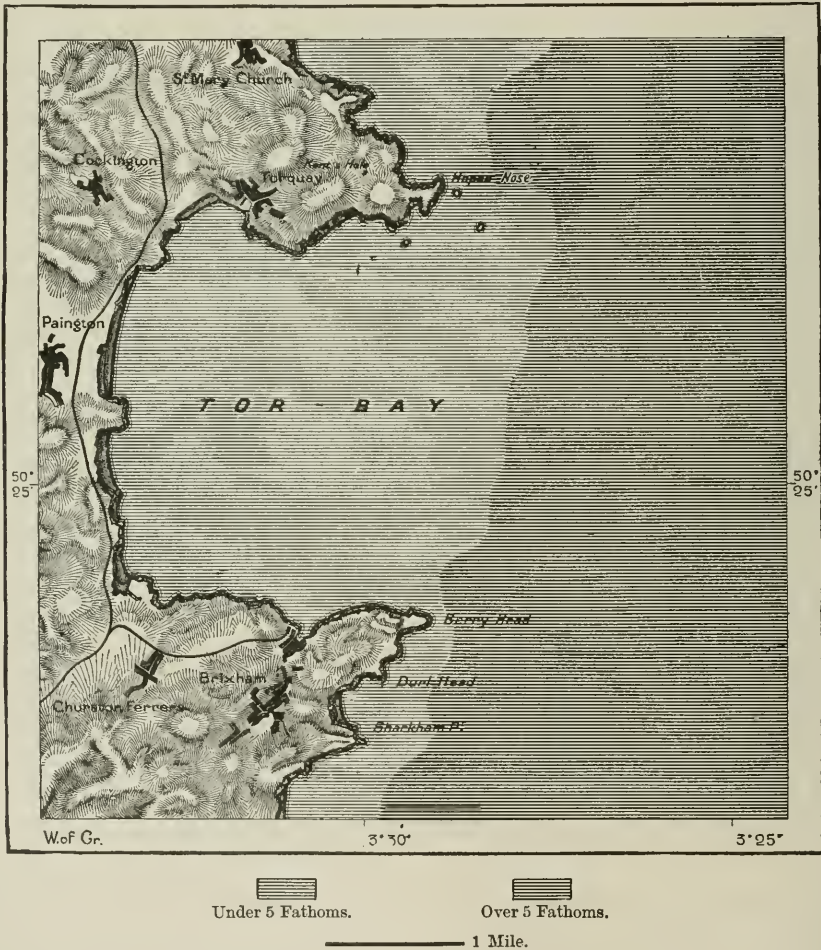 St Mary Church
Cockington
Kent's Hole
Torquay
Hopes Nose
Paington
TOR-BAY
50°
25'
50°
25'
Berry Head
Durl Head
Brixham
Churston Ferrers
Sharkham Pt
W.of Gr.
3°30'
3°25'
Under 5 Fathoms.
Over 5 Fathoms.
1 Mile.